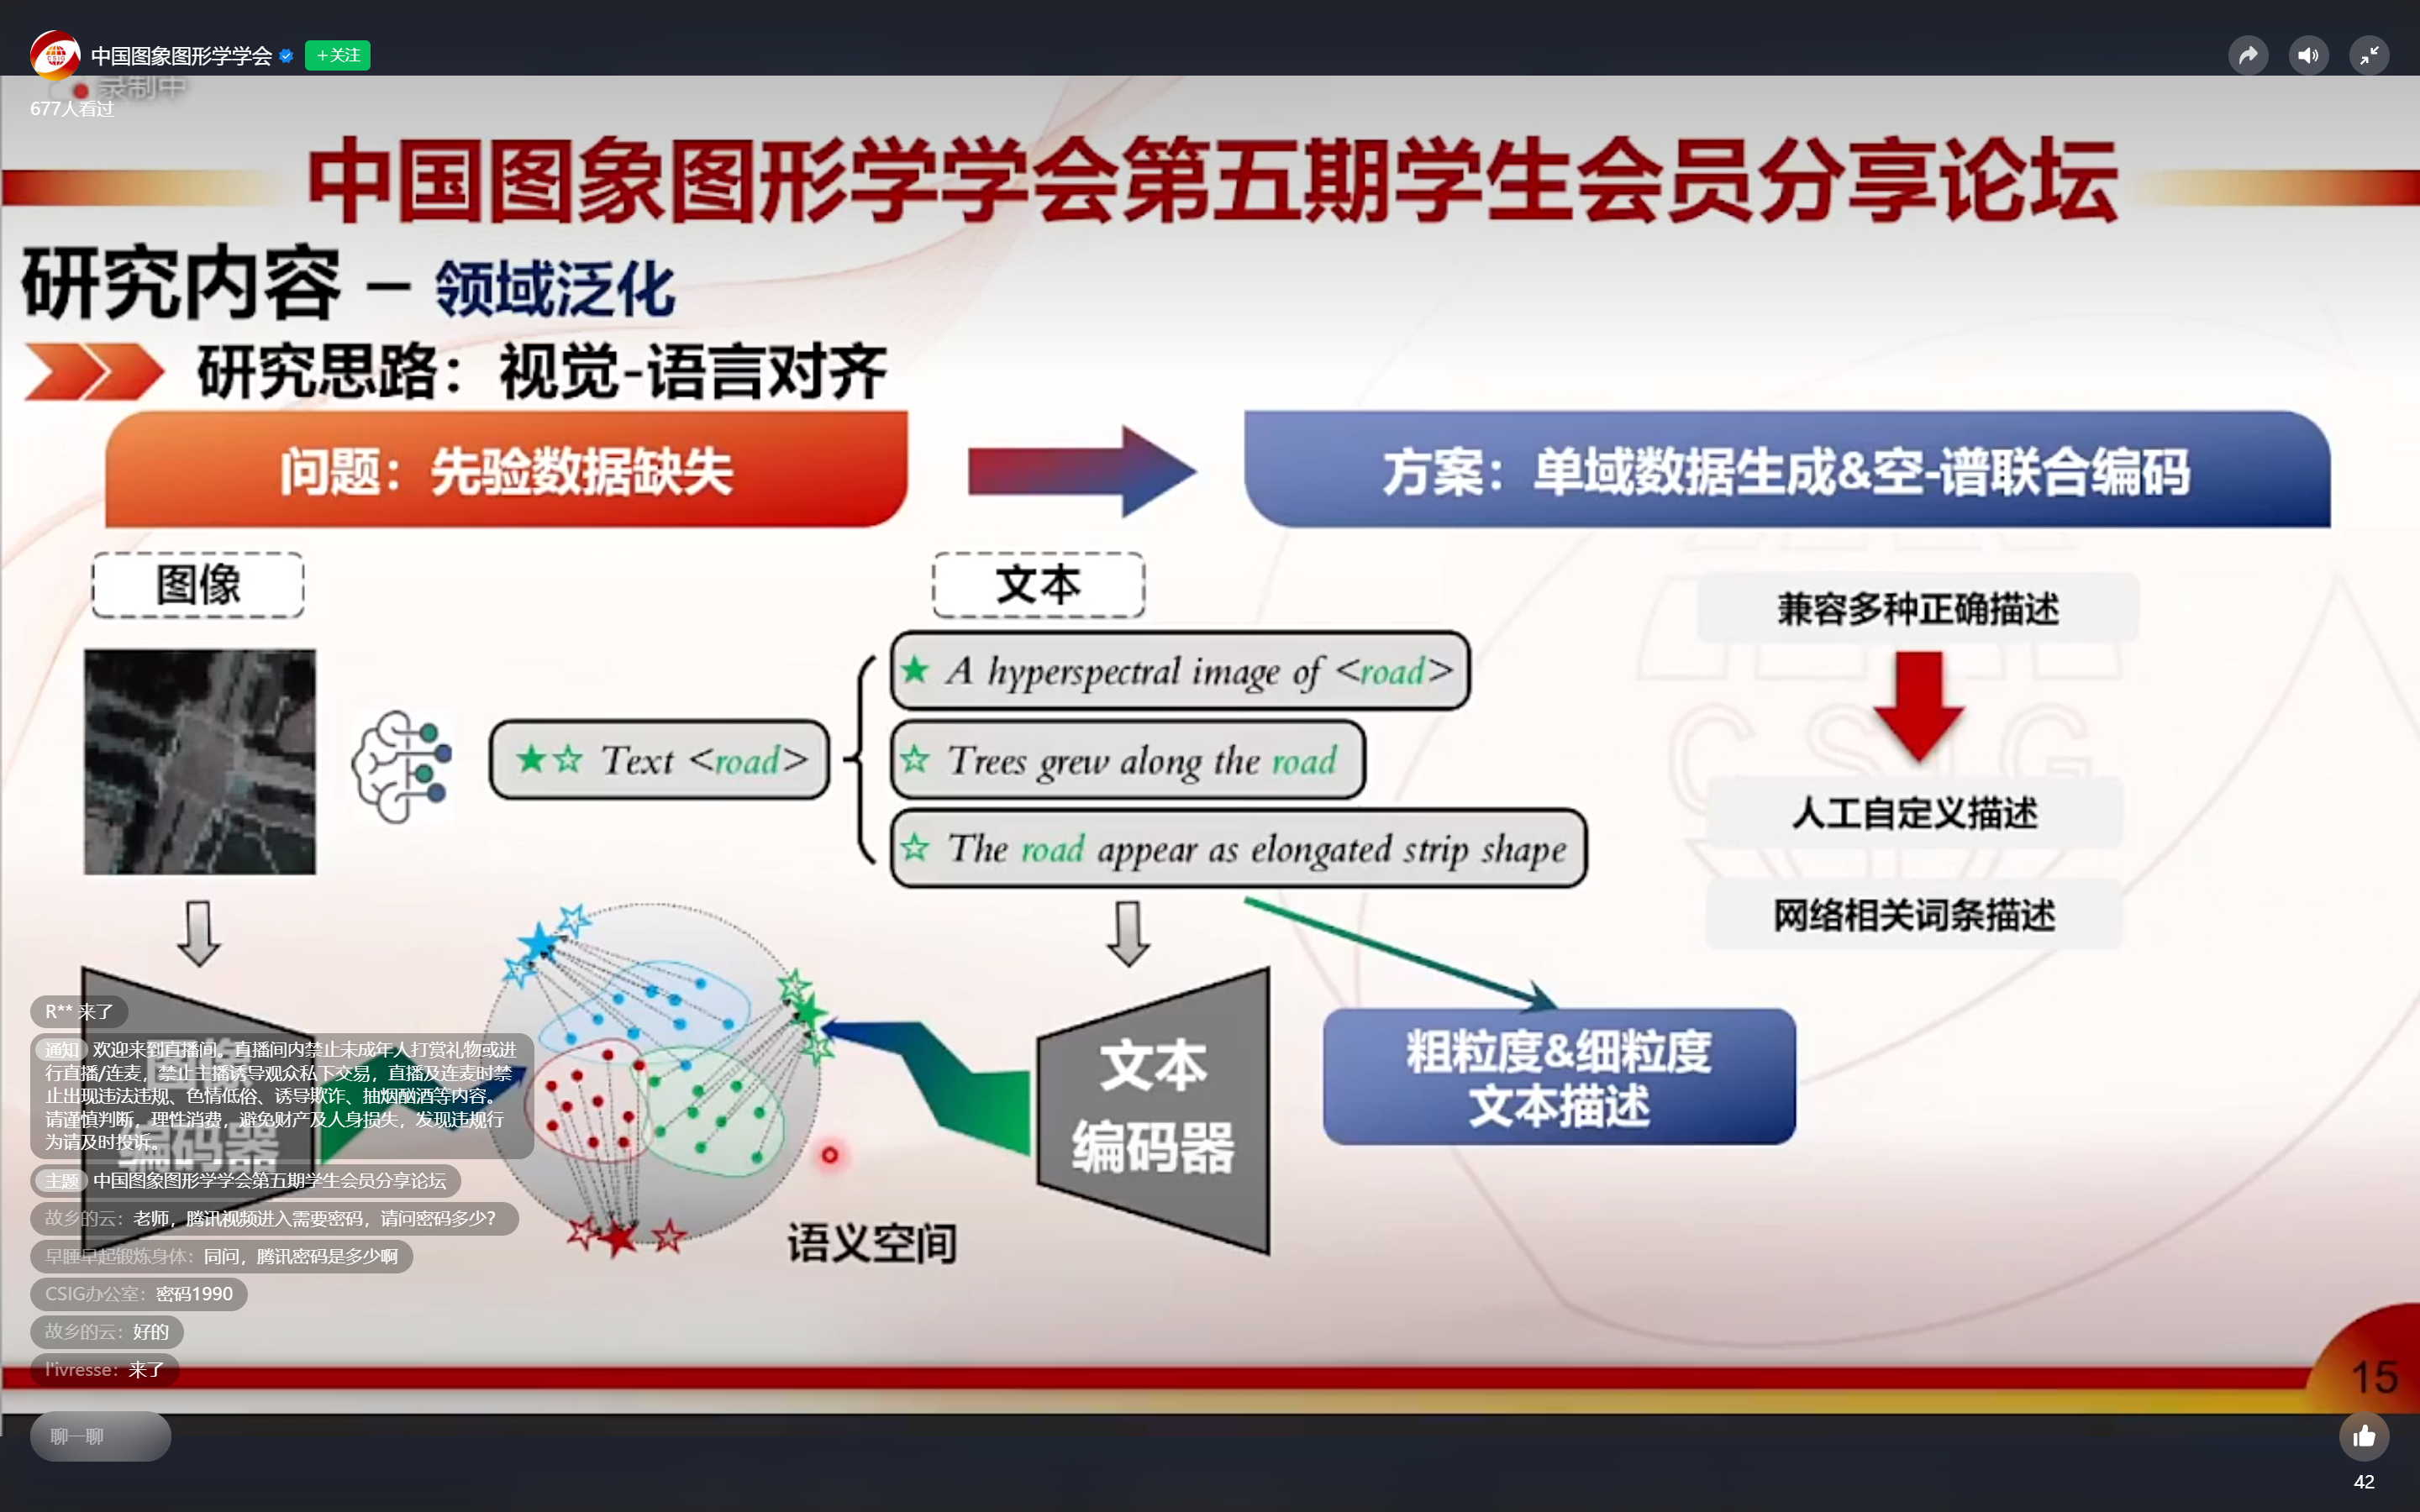 中国图象图形学学会
+关注
录制中
677人看过
中国图象图形学学会第五期学生会员分享论坛
研究内容 – 领域泛化
研究思路：视觉-语言对齐
问题：先验数据缺失
方案：单域数据生成&空-谱联合编码
图像
文本
兼容多种正确描述
A hyperspectral image of <road>
Text <road>
Trees grew along the road
The road appear as elongated strip shape
人工自定义描述
网络相关词条描述
CSIG
图像
编码器
文本
编码器
粗粒度&细粒度
文本描述
语义空间
R** 来了
通知 欢迎来到直播间。直播间内禁止未成年人打赏礼物或进
行直播/连麦，禁止主播诱导观众私下交易，直播及连麦时禁
止出现违法违规、色情低俗、诱导欺诈、抽烟酗酒等内容。
请谨慎判断，理性消费，避免财产及人身损失，发现违规行
为请及时投诉。
主题 中国图象图形学学会第五期学生会员分享论坛
故乡的云：老师，腾讯视频进入需要密码，请问密码多少？
早睡早起锻炼身体：同问，腾讯密码是多少啊
CSIG办公室：密码1990
故乡的云：好的
l'ivresse：来了
15
聊一聊
42